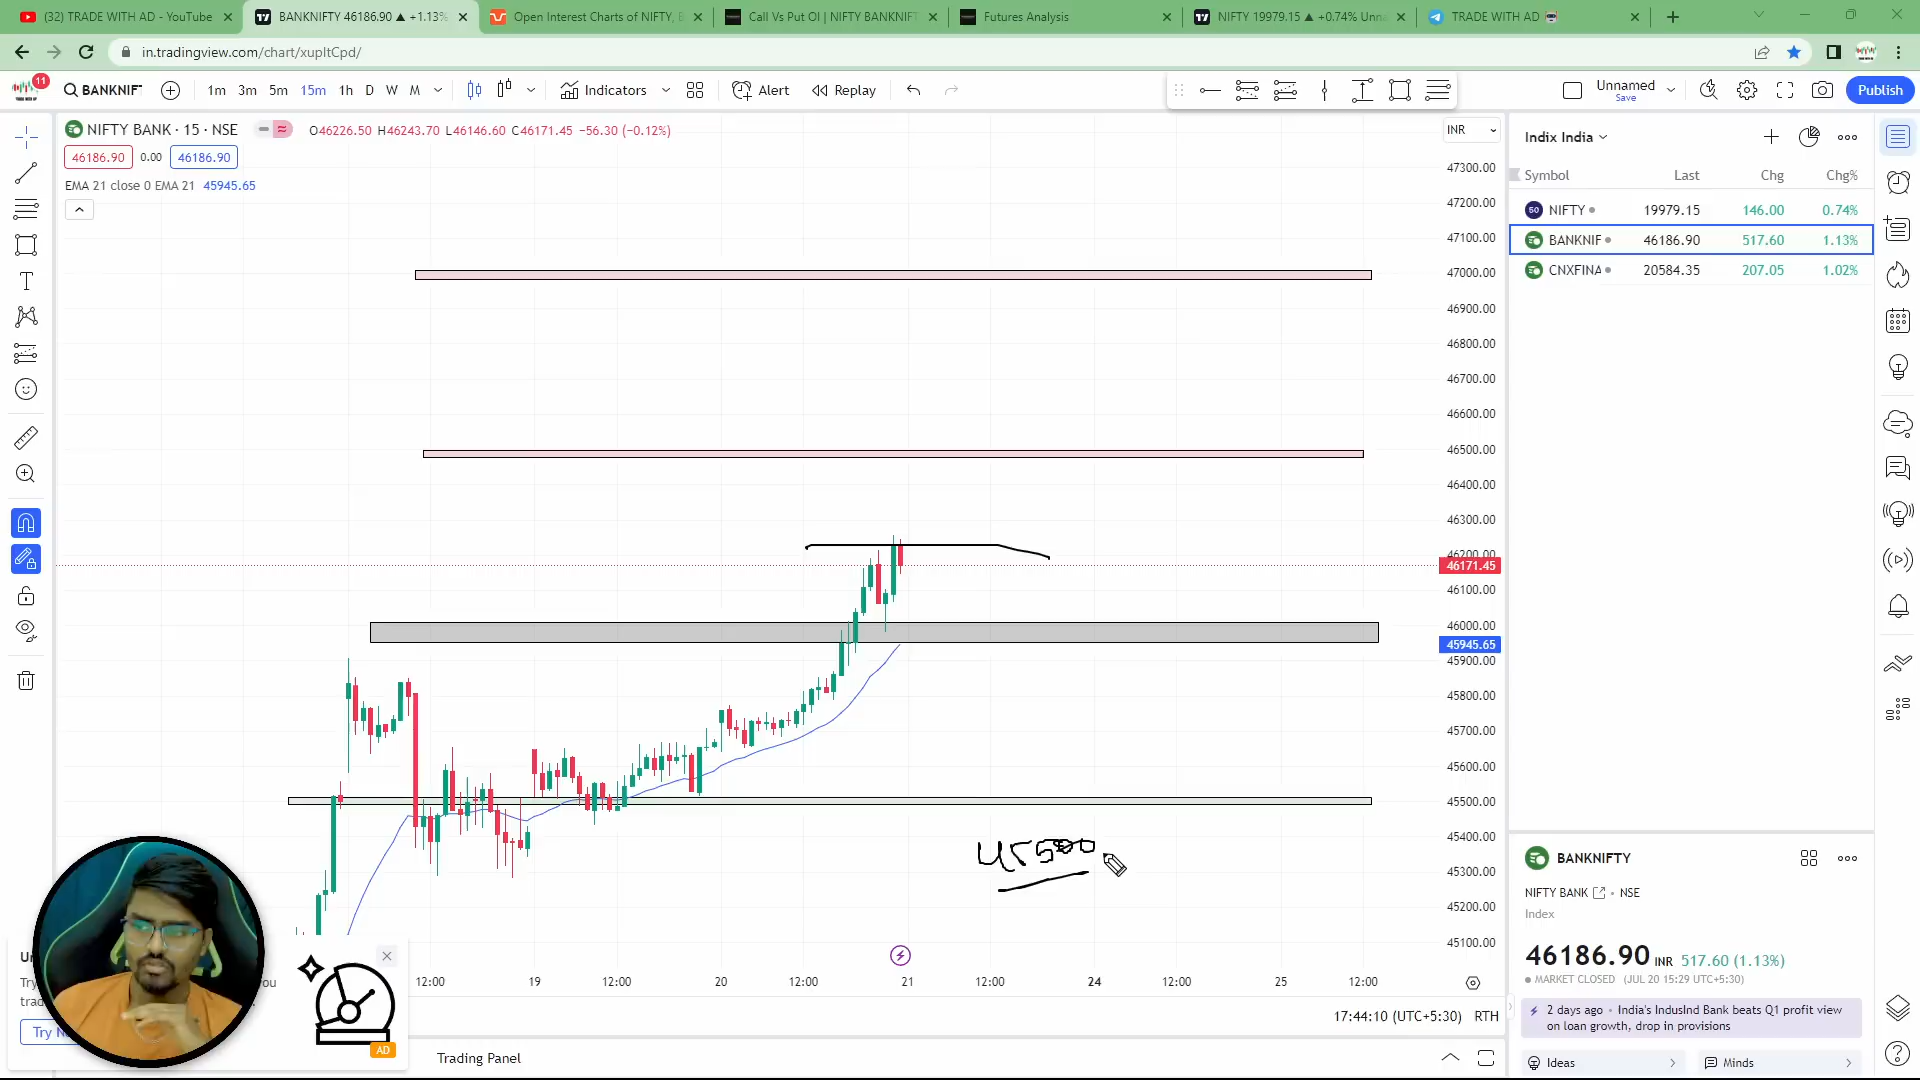 (32) TRADE WITH AD - YouTube
BANKNIFTY 46186.90 ▲ +1.13%
Open Interest Charts of NIFTY, B
Call Vs Put OI | NIFTY BANKNIFT
Futures Analysis
NIFTY 19979.15 ▲ +0.74% Unna
TRADE WITH AD
in.tradingview.com/chart/xupItCpd/
11
BANKNIF
1m 3m 5m 15m 1h D W M
Indicators
Alert
Replay
Unnamed
Save
Publish
NIFTY BANK · 15 · NSE
O46226.50 H46243.70 L46146.60 C46171.45 −56.30 (−0.12%)
46186.90 0.00 46186.90
EMA 21 close 0 EMA 21 45945.65
INR
47300.00
47200.00
47100.00
47000.00
46900.00
46800.00
46700.00
46600.00
46500.00
46400.00
46300.00
46200.00
46171.45
46100.00
46000.00
45945.65
45900.00
45800.00
45700.00
45600.00
45500.00
45400.00
45300.00
45200.00
45100.00
45500
12:00 19 12:00 20 12:00 21 12:00 24 12:00 25 12:00
17:44:10 (UTC+5:30) RTH
Trading Panel
Try
you
AD
Indix India
Symbol Last Chg Chg%
50 NIFTY 19979.15 146.00 0.74%
BANKNIF 46186.90 517.60 1.13%
CNXFINA 20584.35 207.05 1.02%
BANKNIFTY
NIFTY BANK · NSE
Index
46186.90 INR 517.60 (1.13%)
MARKET CLOSED (JUL 20 15:29 UTC+5:30)
2 days ago · India's IndusInd Bank beats Q1 profit view
on loan growth, drop in provisions
Ideas
Minds